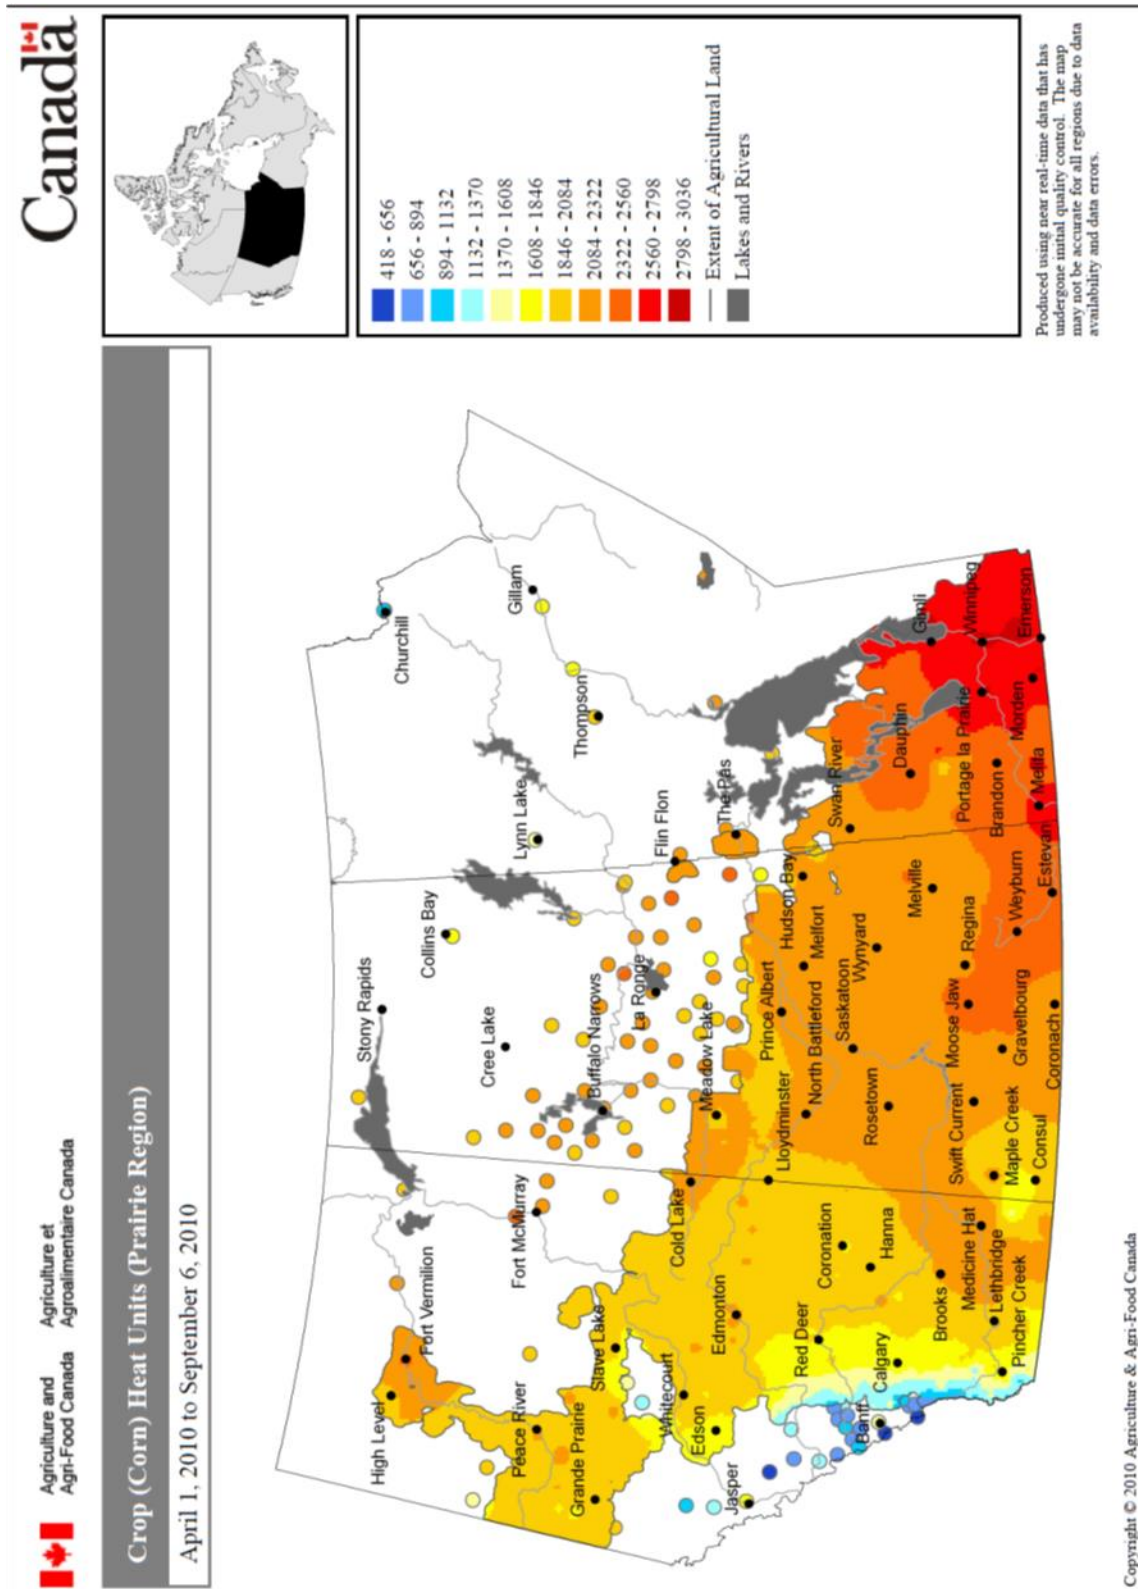 Agriculture and
Agri-Food Canada
Agriculture et
Agroalimentaire Canada
Canada
Crop (Corn) Heat Units (Prairie Region)
April 1, 2010 to September 6, 2010
418 - 656
656 - 894
894 - 1132
1132 - 1370
1370 - 1608
1608 - 1846
1846 - 2084
2084 - 2322
2322 - 2560
2560 - 2798
2798 - 3036
Extent of Agricultural Land
Lakes and Rivers
Produced using near real-time data that has
undergone initial quality control. The map
may not be accurate for all regions due to data
availability and data errors.
Stony Rapids
Churchill
Fort Vermilion
High Level
Collins Bay
Cree Lake
Lynn Lake
Gillam
Fort McMurray
Peace River
Thompson
Buffalo Narrows
Grande Prairie
Slave Lake
La Ronge
Flin Flon
Cold Lake
Whitecourt
Meadow Lake
The Pas
Edson
Edmonton
Jasper
Prince Albert
Lloydminster
Hudson Bay
North Battleford
Melfort
Red Deer
Coronation
Saskatoon
Swan River
Wynyard
Banff
Calgary
Hanna
Rosetown
Dauphin
Melville
Gimli
Brooks
Swift Current
Moose Jaw
Regina
Portage la Prairie
Winnipeg
Medicine Hat
Lethbridge
Maple Creek
Gravelbourg
Weyburn
Brandon
Morden
Emerson
Pincher Creek
Consul
Coronach
Estevan
Melita
Copyright © 2010 Agriculture & Agri-Food Canada